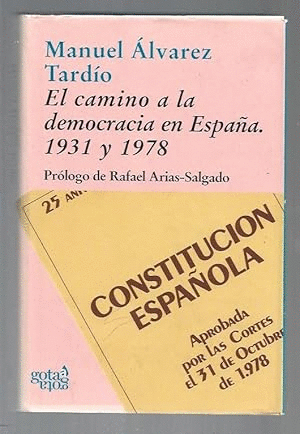 Manuel Álvarez
Tardío
El camino a la
democracia en España.
1931 y 1978
Prólogo de Rafael Arias-Salgado
25 ANI
CONSTITUCION
ESPAÑOLA
Aprobada
por LAS CORTES
el 31 de Octubre
de 1978
gota a
gota